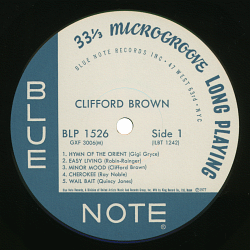 33⅓ MICROGROOVE LONG PLAYING
BLUE NOTE RECORDS INC • 47 WEST 63rd • NYC
CLIFFORD BROWN
BLP 1526 Side 1
GXF 3006(M) (LBT 1242)
1. HYMN OF THE ORIENT (Gigi Gryce)
2. EASY LIVING (Robin-Rainger)
3. MINOR MOOD (Clifford Brown)
4. CHEROKEE (Ray Noble)
5. WAIL BAIT (Quincy Jones)
BLUE
NOTE